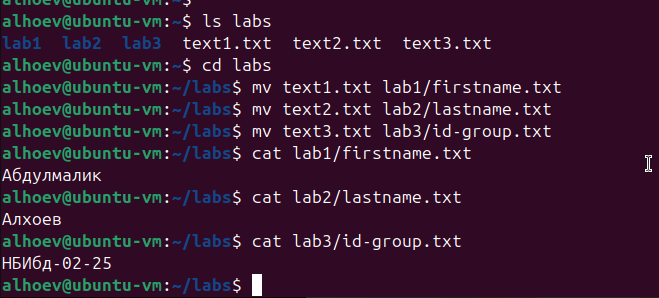 alhoev@ubuntu-vm:~$ ls labs
lab1 lab2 lab3 text1.txt text2.txt text3.txt
alhoev@ubuntu-vm:~$ cd labs
alhoev@ubuntu-vm:~/labs$ mv text1.txt lab1/firstname.txt
alhoev@ubuntu-vm:~/labs$ mv text2.txt lab2/lastname.txt
alhoev@ubuntu-vm:~/labs$ mv text3.txt lab3/id-group.txt
alhoev@ubuntu-vm:~/labs$ cat lab1/firstname.txt
Абдулмалик
alhoev@ubuntu-vm:~/labs$ cat lab2/lastname.txt
Алхоев
alhoev@ubuntu-vm:~/labs$ cat lab3/id-group.txt
НБИбд-02-25
alhoev@ubuntu-vm:~/labs$